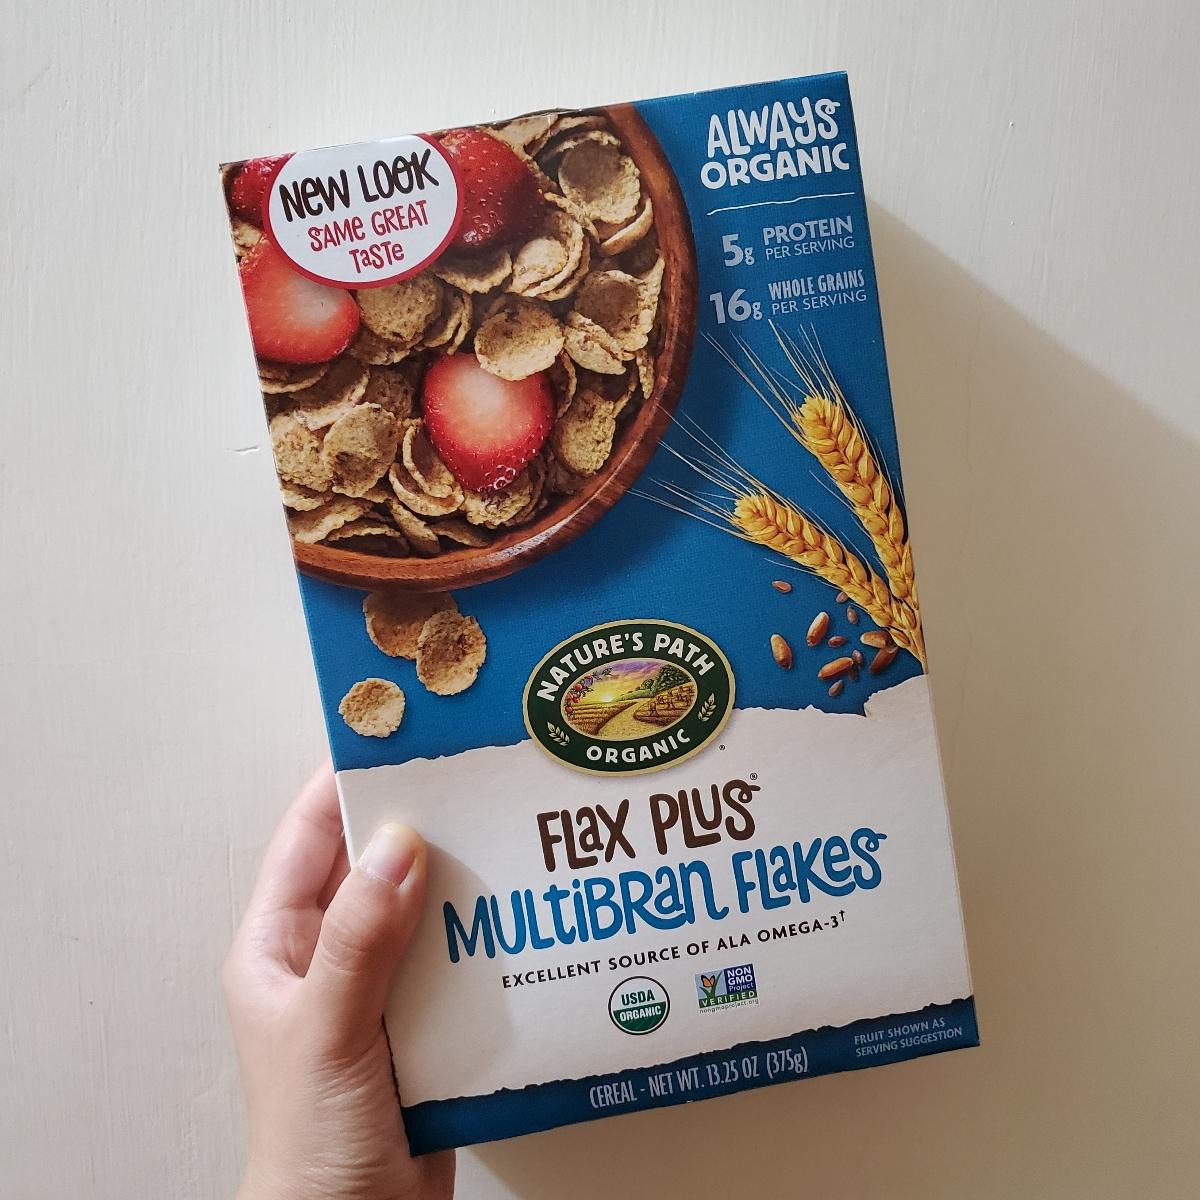 NEW LOOK
SAME GREAT
TASTE
ALWAYS
ORGANIC
5g PROTEIN
PER SERVING
16g WHOLE GRAINS
PER SERVING
NATURE'S PATH
ORGANIC
®
FLAX PLUS®
MULTIBRAN FLAKES
EXCELLENT SOURCE OF ALA OMEGA-3†
USDA
ORGANIC
NON
GMO
Project
VERIFIED
nongmoproject.org
FRUIT SHOWN AS
SERVING SUGGESTION
CEREAL - NET WT. 13.25 OZ (375g)